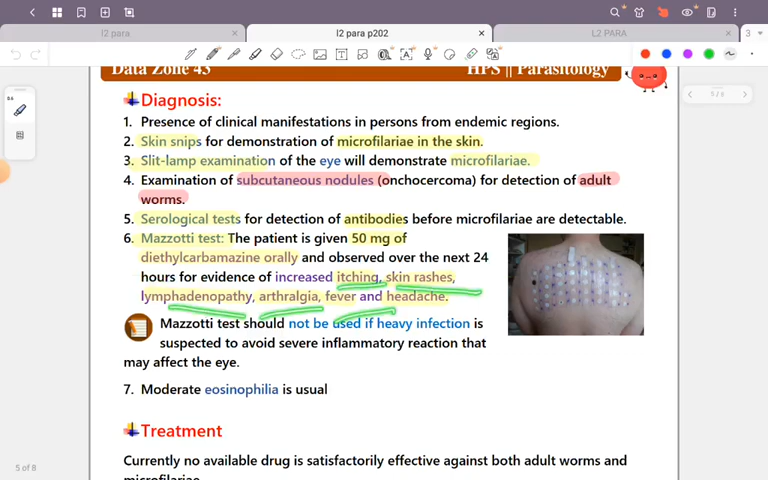 l2 para
l2 para p202
L2 PARA
3
Data Zone 43
HPS || Parasitology
5 / 8
Diagnosis:
1. Presence of clinical manifestations in persons from endemic regions.
2. Skin snips for demonstration of microfilariae in the skin.
3. Slit-lamp examination of the eye will demonstrate microfilariae.
4. Examination of subcutaneous nodules (onchocercoma) for detection of adult
worms.
5. Serological tests for detection of antibodies before microfilariae are detectable.
6. Mazzotti test: The patient is given 50 mg of
diethylcarbamazine orally and observed over the next 24
hours for evidence of increased itching, skin rashes,
lymphadenopathy, arthralgia, fever and headache.
Mazzotti test should not be used if heavy infection is
suspected to avoid severe inflammatory reaction that
may affect the eye.
7. Moderate eosinophilia is usual
Treatment
Currently no available drug is satisfactorily effective against both adult worms and
microfilariae
5 of 8